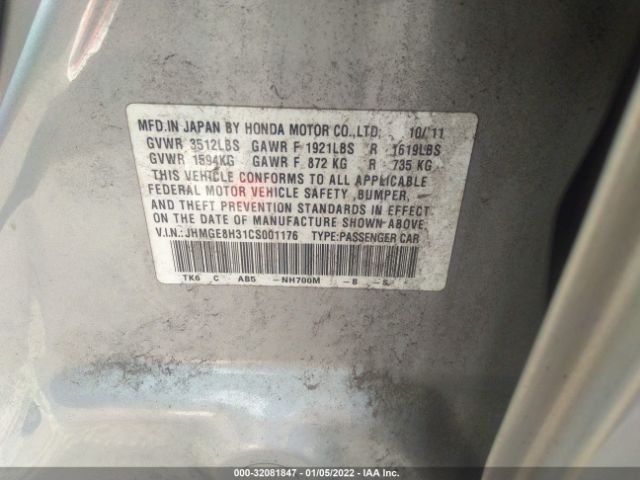 MFD.IN JAPAN BY HONDA MOTOR CO.,LTD. 10/'11
GVWR 3512LBS GAWR F 1921LBS R 1619LBS
GVWR 1594KG GAWR F 872 KG R 735 KG
THIS VEHICLE CONFORMS TO ALL APPLICABLE
FEDERAL MOTOR VEHICLE SAFETY ,BUMPER,
AND THEFT PREVENTION STANDARDS IN EFFECT
ON THE DATE OF MANUFACTURE SHOWN ABOVE.
V.I.N.:JHMGE8H31CS001176 TYPE:PASSENGER CAR
TK6 C AB5 -NH700M -B -S
000-32081847 - 01/05/2022 - IAA Inc.